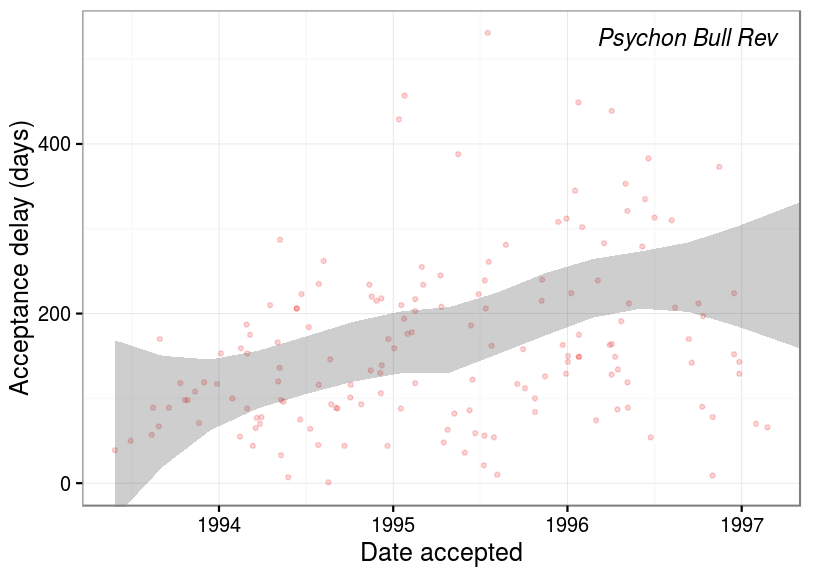 Psychon Bull Rev
Acceptance delay (days)
400
200
0
1994 1995 1996 1997
Date accepted